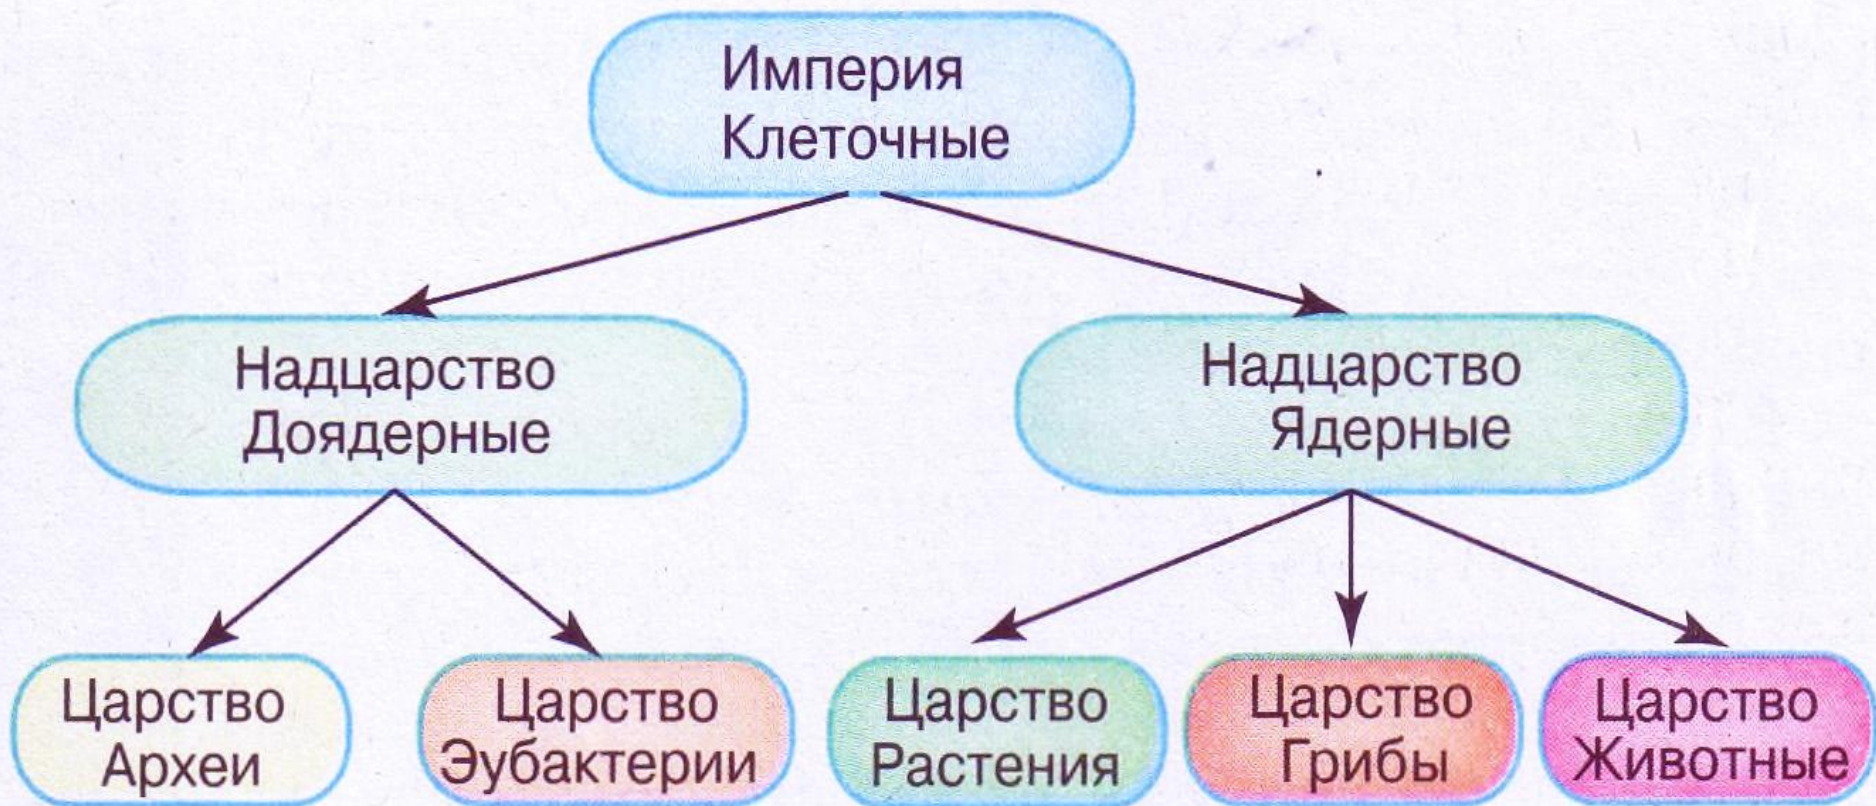 Империя
Клеточные
Надцарство
Доядерные
Надцарство
Ядерные
Царство
Археи
Царство
Эубактерии
Царство
Растения
Царство
Грибы
Царство
Животные